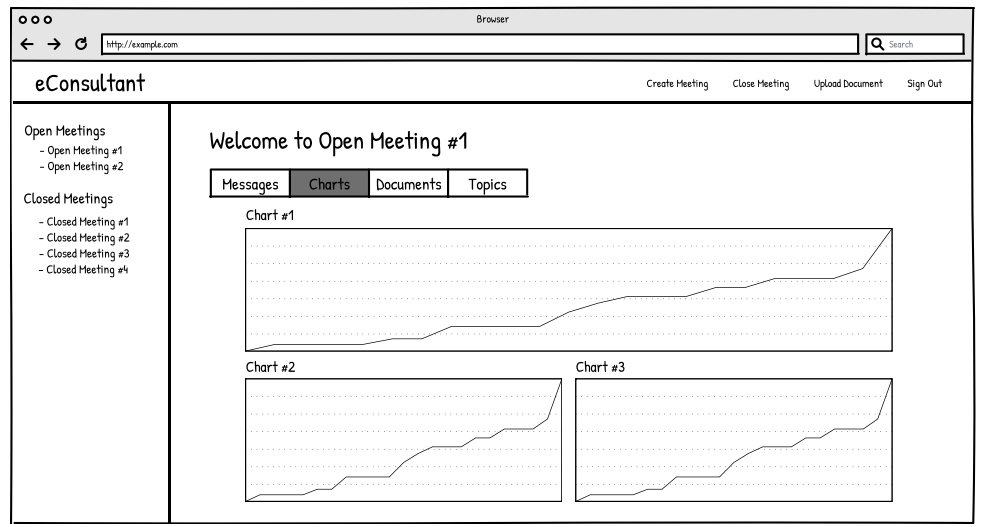 Browser
http://example.com
Search
eConsultant
Create Meeting
Close Meeting
Upload Document
Sign Out
Open Meetings
- Open Meeting #1
- Open Meeting #2
Closed Meetings
- Closed Meeting #1
- Closed Meeting #2
- Closed Meeting #3
- Closed Meeting #4
Welcome to Open Meeting #1
Messages
Charts
Documents
Topics
Chart #1
Chart #2
Chart #3